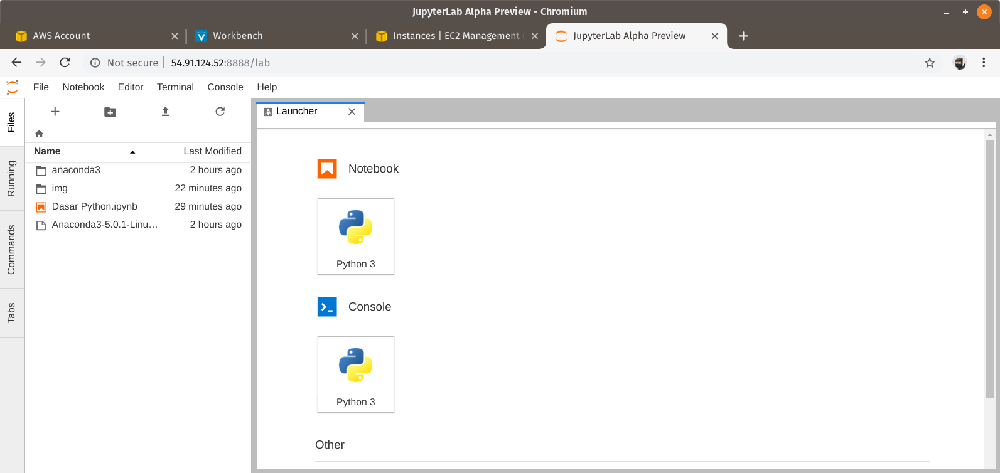 JupyterLab Alpha Preview - Chromium
AWS Account
Workbench
Instances | EC2 Management
JupyterLab Alpha Preview
Not secure
54.91.124.52:8888/lab
File Notebook Editor Terminal Console Help
Files
Running
Commands
Tabs
Name Last Modified
anaconda3 2 hours ago
img 22 minutes ago
Dasar Python.ipynb 29 minutes ago
Anaconda3-5.0.1-Linu… 2 hours ago
Launcher
Notebook
Python 3
Console
Python 3
Other